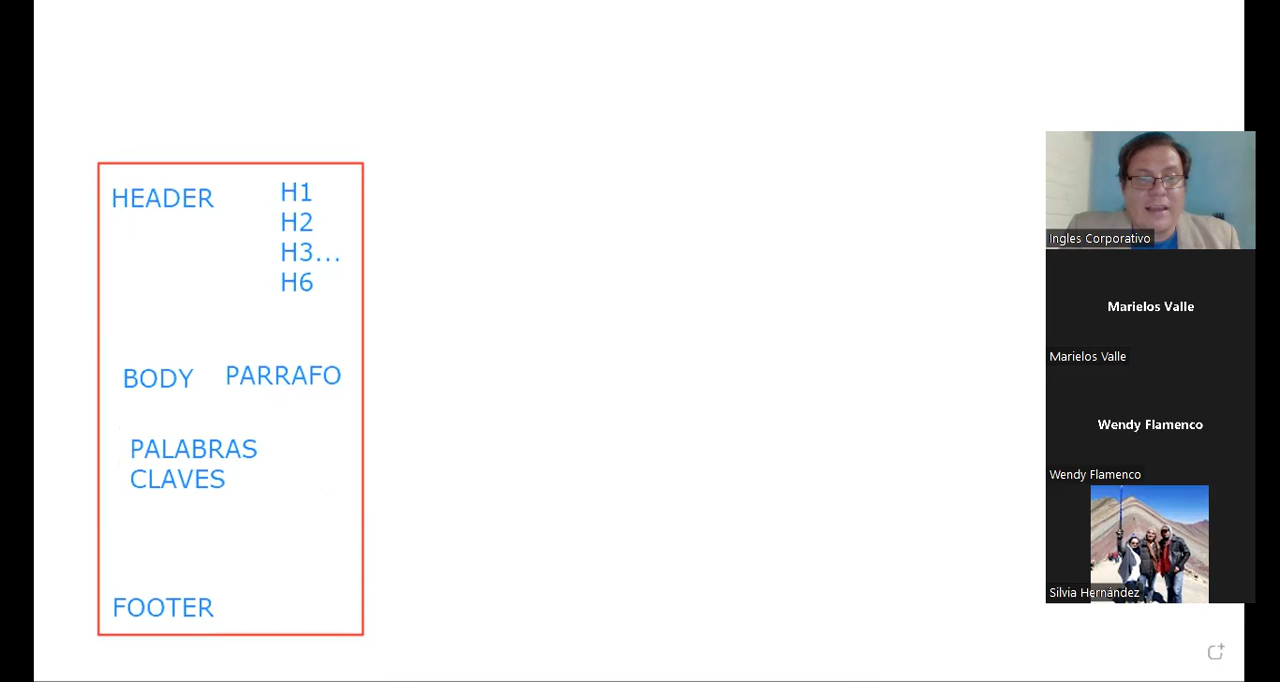 HEADER
H1
H2
H3...
H6
BODY
PARRAFO
PALABRAS
CLAVES
FOOTER
Ingles Corporativo
Marielos Valle
Marielos Valle
Wendy Flamenco
Wendy Flamenco
Silvia Hernández